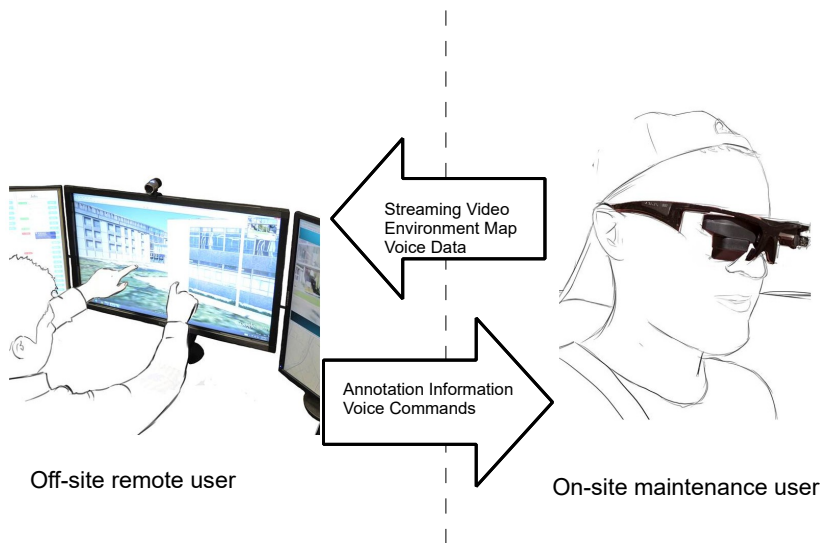 Streaming Video
Environment Map
Voice Data
Annotation Information
Voice Commands
Off-site remote user
On-site maintenance user